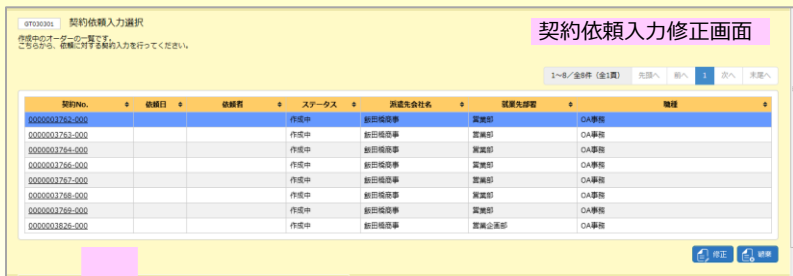 GT030301 契約依頼入力選択
契約依頼入力修正画面
作成中のオーダーの一覧です。
こちらから、依頼に対する契約入力を行ってください。
1～8／全8件（全1頁） 先頭へ 前へ 1 次へ 末尾へ
契約No. 依頼日 依頼者 ステータス 派遣先会社名 就業先部署 職種
0000003762-000 作成中 飯田橋商事 営業部 OA事務
0000003763-000 作成中 飯田橋商事 営業部 OA事務
0000003764-000 作成中 飯田橋商事 営業部 OA事務
0000003766-000 作成中 飯田橋商事 営業部 OA事務
0000003767-000 作成中 飯田橋商事 営業部 OA事務
0000003768-000 作成中 飯田橋商事 営業部 OA事務
0000003769-000 作成中 飯田橋商事 営業部 OA事務
0000003826-000 作成中 飯田橋商事 営業企画部 OA事務
修正 破棄